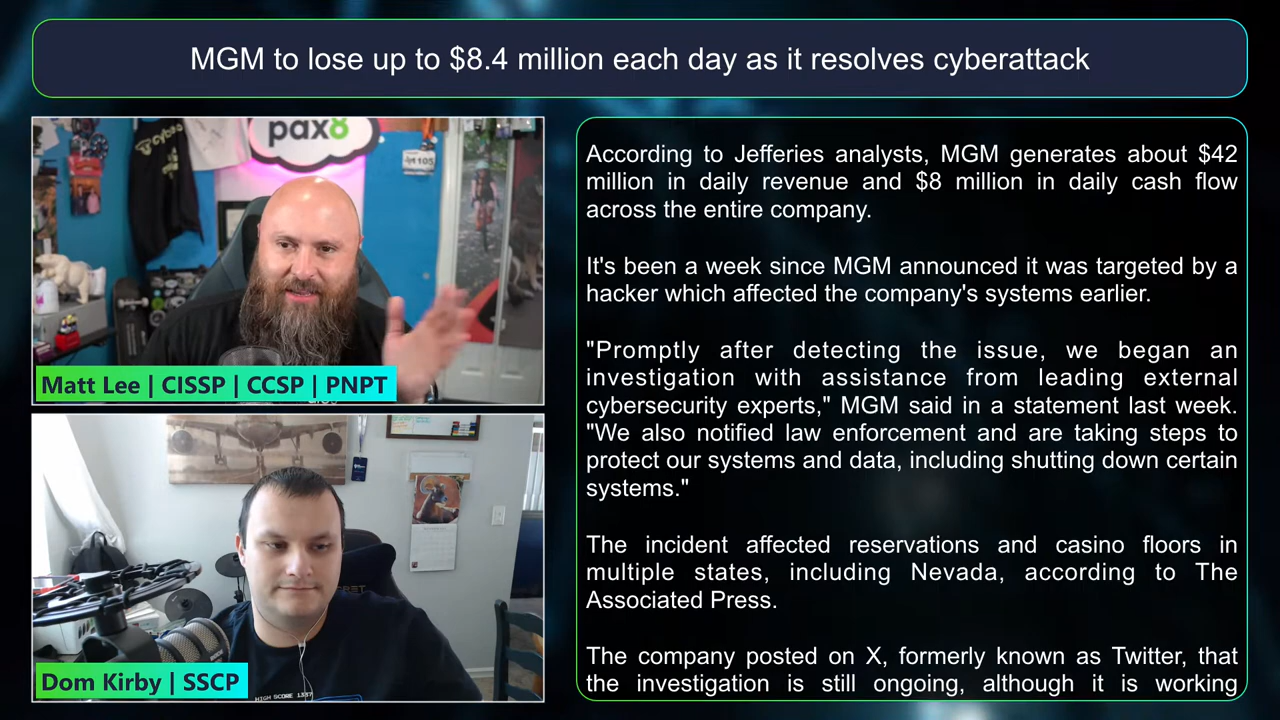 MGM to lose up to $8.4 million each day as it resolves cyberattack
pax8
1105
Matt Lee | CISSP | CCSP | PNPT
HIGH SCORE 1337
Dom Kirby | SSCP
According to Jefferies analysts, MGM generates about $42
million in daily revenue and $8 million in daily cash flow
across the entire company.
It's been a week since MGM announced it was targeted by a
hacker which affected the company's systems earlier.
"Promptly after detecting the issue, we began an
investigation with assistance from leading external
cybersecurity experts," MGM said in a statement last week.
"We also notified law enforcement and are taking steps to
protect our systems and data, including shutting down certain
systems."
The incident affected reservations and casino floors in
multiple states, including Nevada, according to The
Associated Press.
The company posted on X, formerly known as Twitter, that
the investigation is still ongoing, although it is working